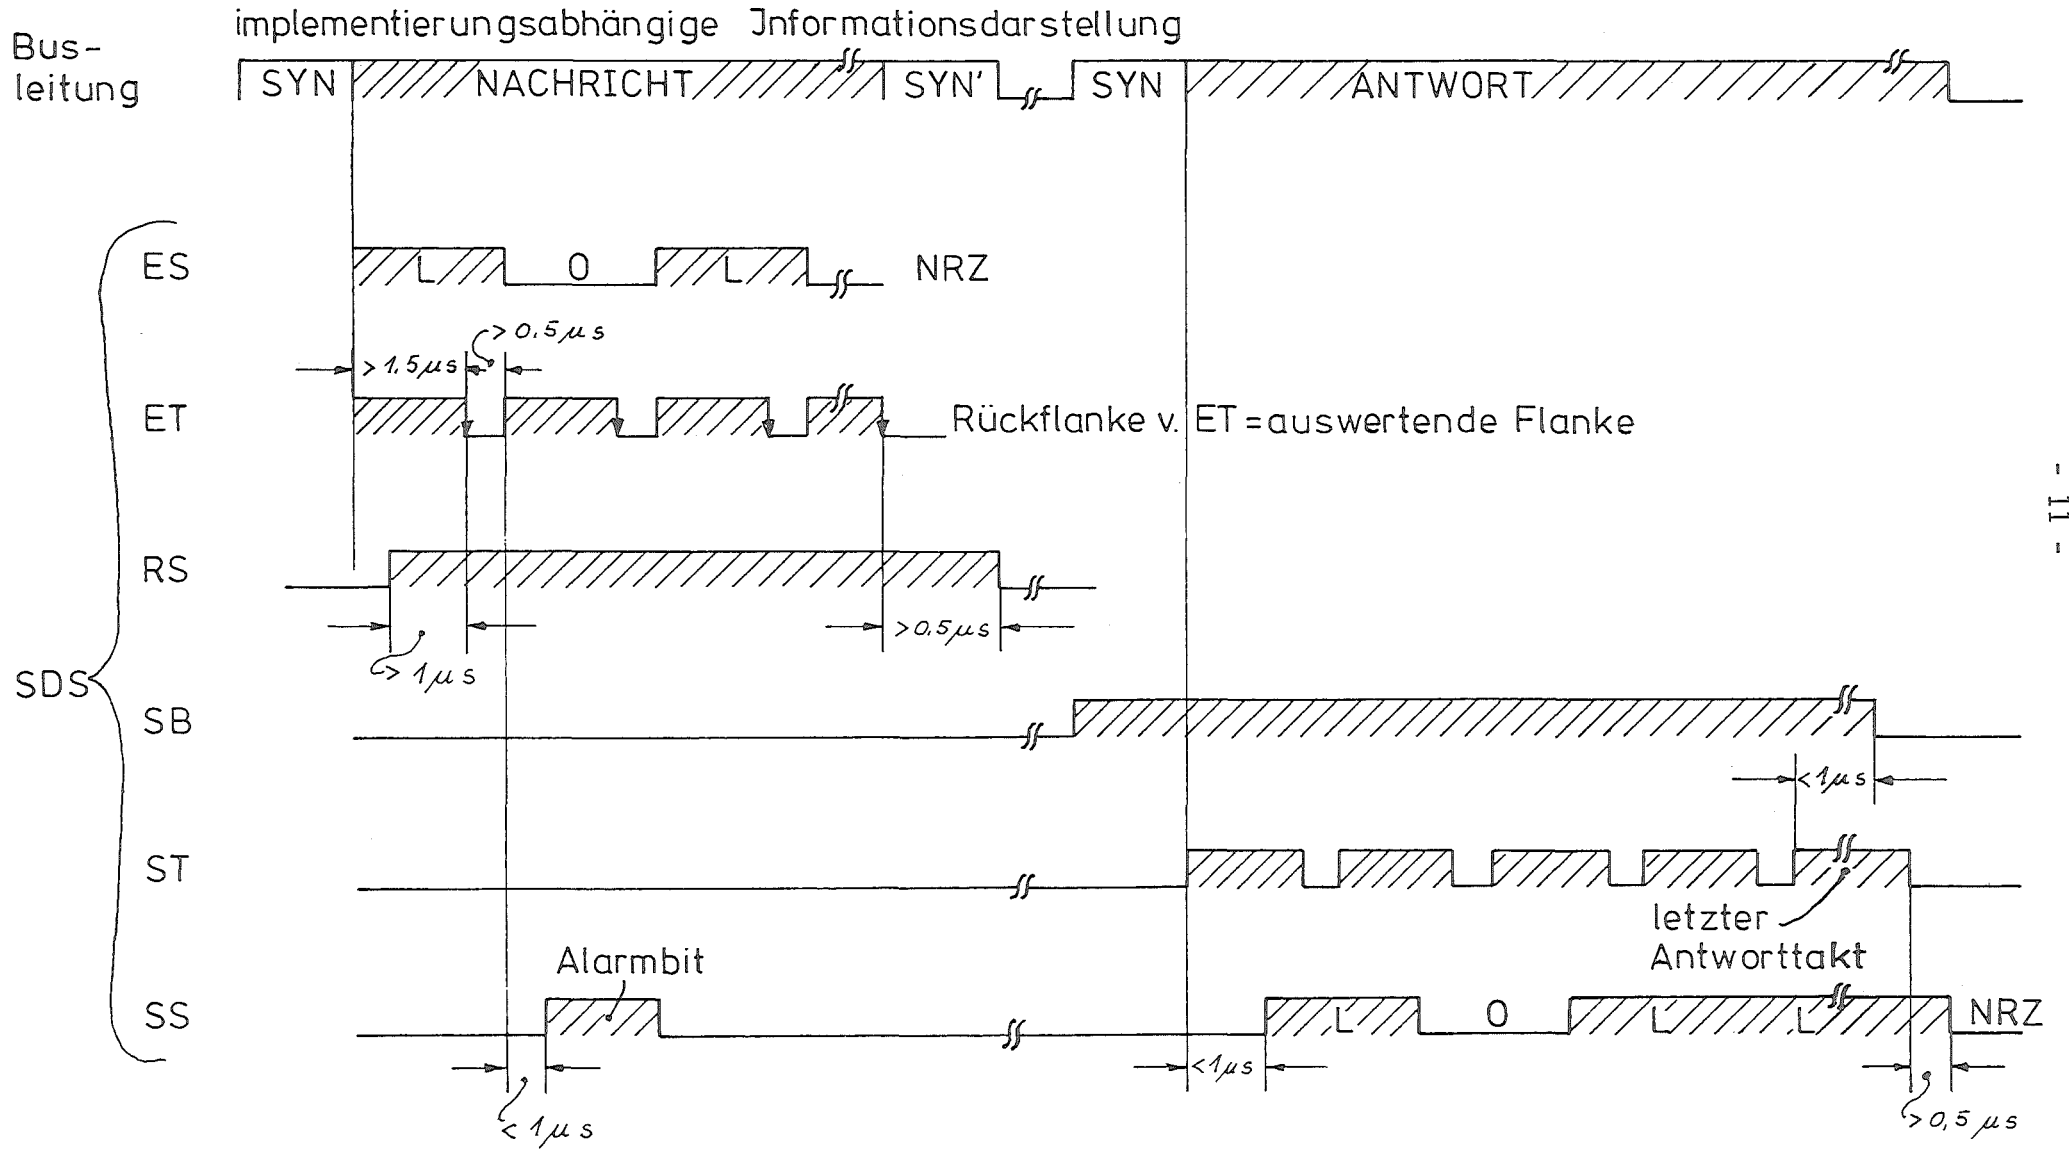 implementierungsabhängige Jnformationsdarstellung
Bus-
leitung
SYN NACHRICHT SYN' SYN ANTWORT
ES L 0 L NRZ
> 0.5 μs
> 1.5 μs
ET Rückflanke v. ET = auswertende Flanke
- 11 -
RS
> 0.5 μs
> 1 μs
SDS
SB
< 1 μs
ST
letzter
Antworttakt
Alarmbit
SS L 0 L L NRZ
< 1 μs
< 1 μs
> 0,5 μs